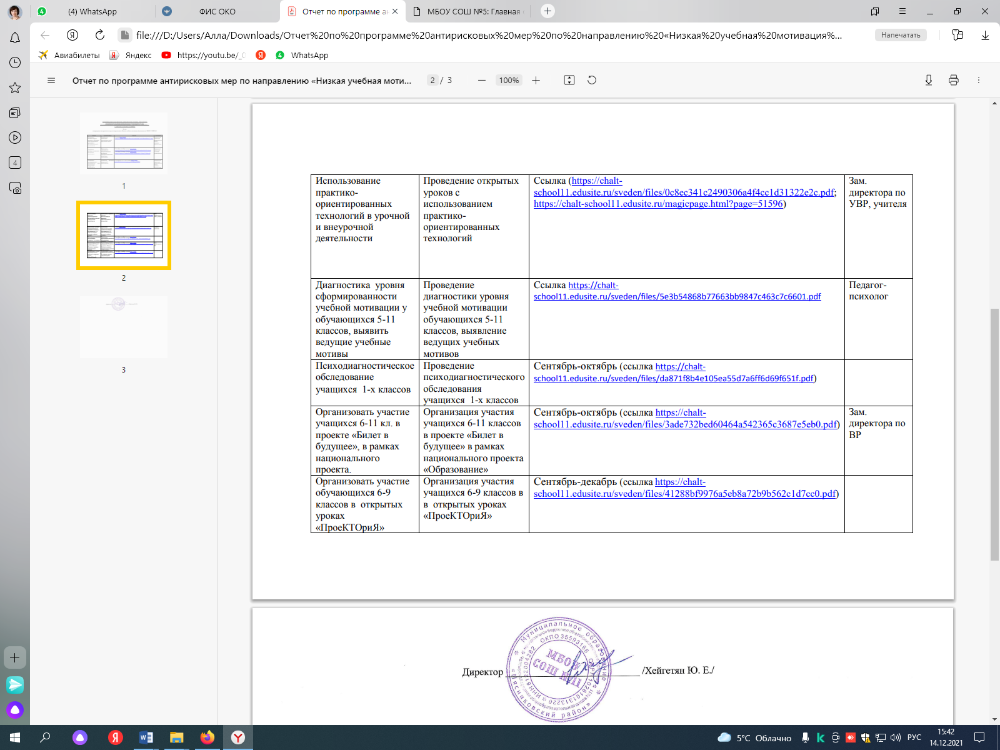 (4) WhatsApp
ФИС ОКО
Отчет по программе ан
МБОУ СОШ №5: Главная
file:///D:/Users/Алла/Downloads/Отчет%20по%20программе%20антирисковых%20мер%20по%20направлению%20«Низкая%20учебная%20мотивация%...
Напечатать
Авиабилеты
Яндекс
https://youtu.be/_
WhatsApp
Отчет по программе антирисковых мер по направлению «Низкая учебная моти...
2 / 3
100%
4
1
2
3
Использование
практико-
ориентированных
технологий в урочной
и внеурочной
деятельности
Проведение открытых
уроков с
использованием
практико-
ориентированных
технологий
Ссылка (https://chalt-
school11.edusite.ru/sveden/files/0c8ec341c2490306a4f4cc1d31322e2c.pdf;
https://chalt-school11.edusite.ru/magicpage.html?page=51596)
Зам.
директора по
УВР, учителя
Диагностика  уровня
сформированности
учебной мотивации у
обучающихся 5-11
классов, выявить
ведущие учебные
мотивы
Проведение
диагностики уровня
учебной мотивации
обучающихся 5-11
классов, выявление
ведущих учебных
мотивов
Ссылка https://chalt-
school11.edusite.ru/sveden/files/5e3b54868b77663bb9847c463c7c6601.pdf
Педагог-
психолог
Психодиагностическое
обследование
учащихся  1-х классов
Проведение
психодиагностического
обследования
учащихся  1-х классов
Сентябрь-октябрь (ссылка https://chalt-
school11.edusite.ru/sveden/files/da871f8b4e105ea55d7a6ff6d69f651f.pdf)
Организовать участие
учащихся 6-11 кл. в
проекте «Билет в
будущее», в рамках
национального
проекта.
Организация участия
учащихся 6-11 классов
в проекте «Билет в
будущее» в рамках
национального проекта
«Образование»
Сентябрь-октябрь (ссылка https://chalt-
school11.edusite.ru/sveden/files/3ade732bed60464a542365c3687e5eb0.pdf)
Зам.
директора по
ВР
Организовать участие
обучающихся 6-9
классов в  открытых
уроках
«ПроеКТОриЯ»
Организация участия
учащихся 6-9 классов в
в  открытых уроках
«ПроеКТОриЯ»
Сентябрь-декабрь (ссылка https://chalt-
school11.edusite.ru/sveden/files/41288bf9976a5eb8a72b9b562c1d7cc0.pdf)
Муниципальное образование
«Мясниковский район»
ОКПО 35593166
МБОУ
СОШ №11
Директор
/Хейгетян Ю. Е./
5°C Облачно
РУС
15:42
14.12.2021